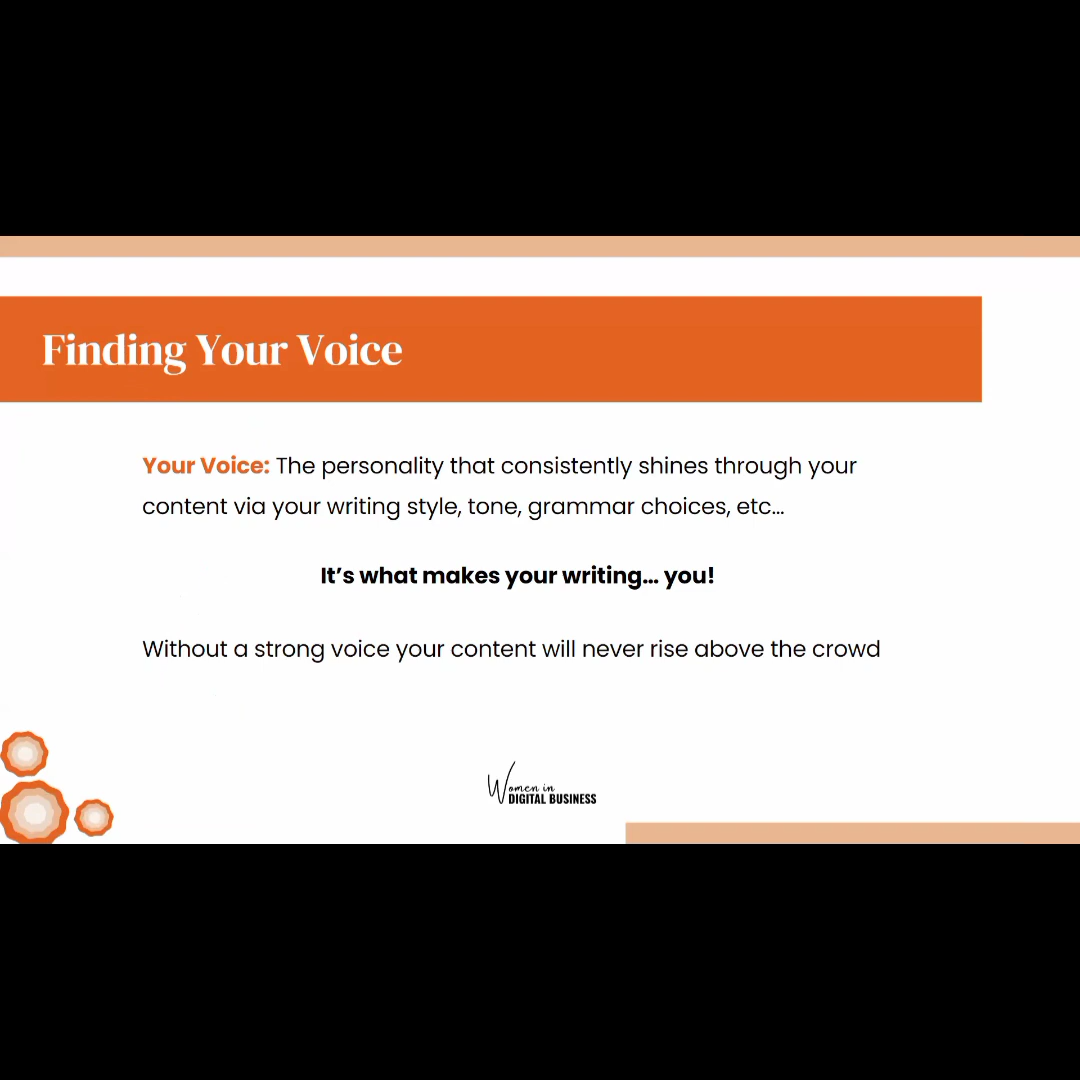 Finding Your Voice
Your Voice: The personality that consistently shines through your
content via your writing style, tone, grammar choices, etc...
It’s what makes your writing... you!
Without a strong voice your content will never rise above the crowd
Women in
DIGITAL BUSINESS